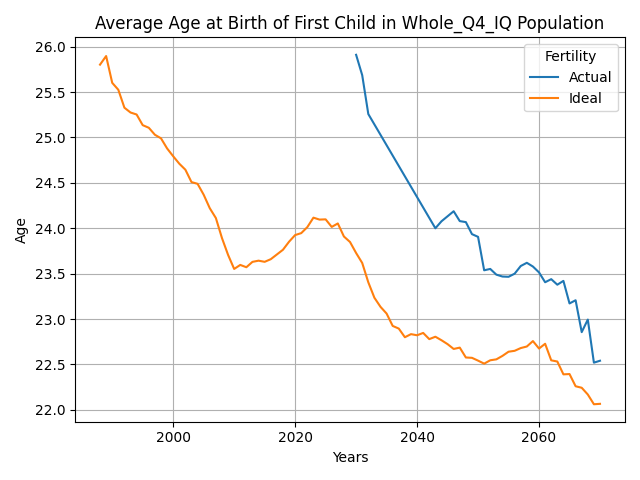 Average Age at Birth of First Child in Whole_Q4_IQ Population
Fertility
Actual
Ideal
26.0
25.5
25.0
24.5
24.0
23.5
23.0
22.5
22.0
Age
2000
2020
2040
2060
Years